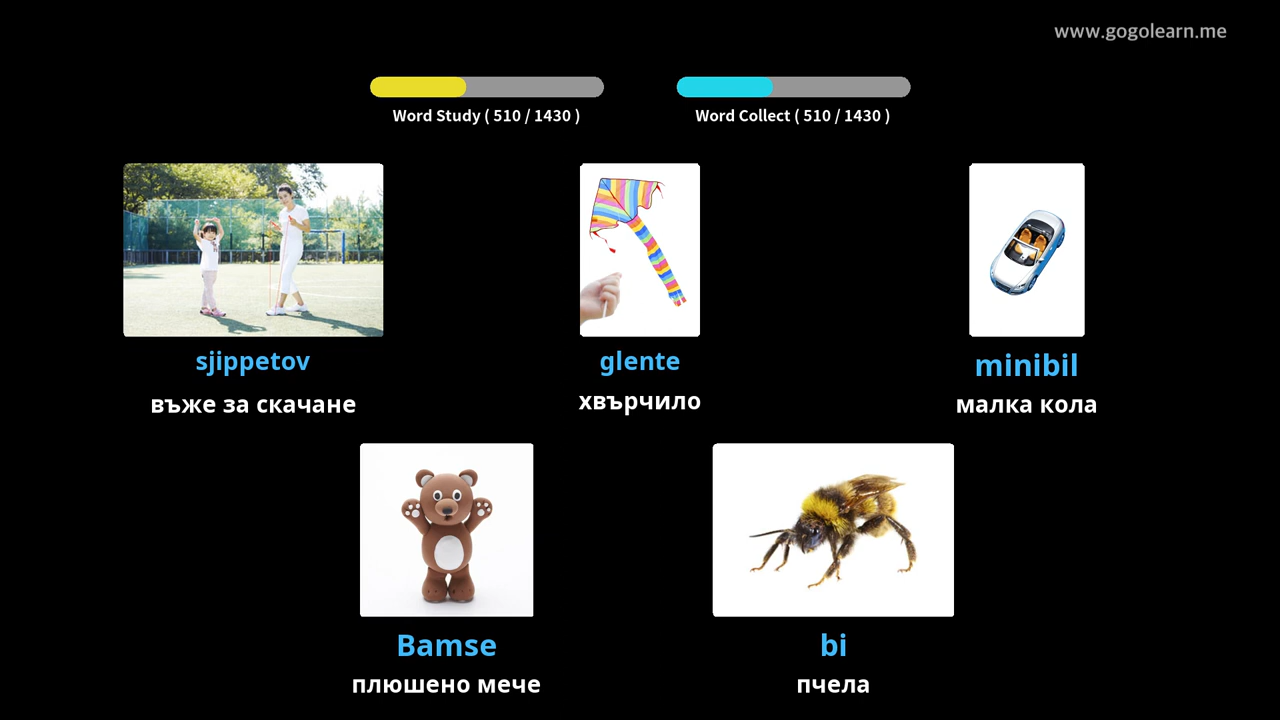 www.gogolearn.me
Word Study ( 510 / 1430 )
Word Collect ( 510 / 1430 )
sjippetov
glente
minibil
въже за скачане
хвърчило
малка кола
Bamse
bi
плюшено мече
пчела